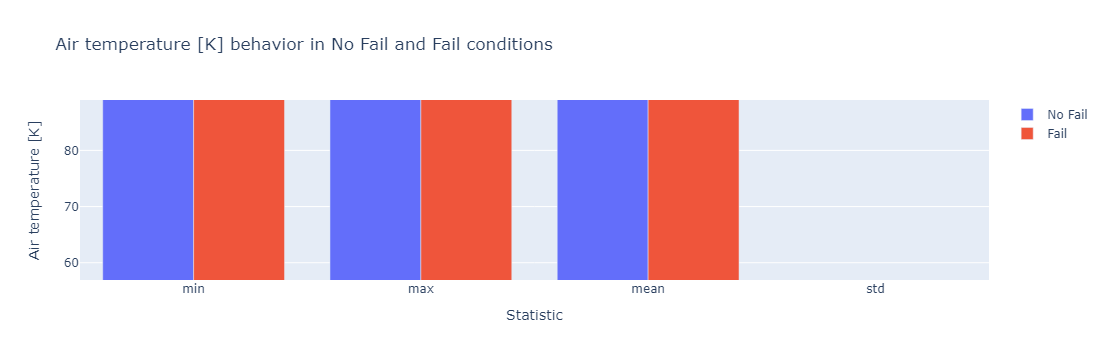 Air temperature [K] behavior in No Fail and Fail conditions
No Fail
Fail
Air temperature [K]
80
70
60
min max mean std
Statistic